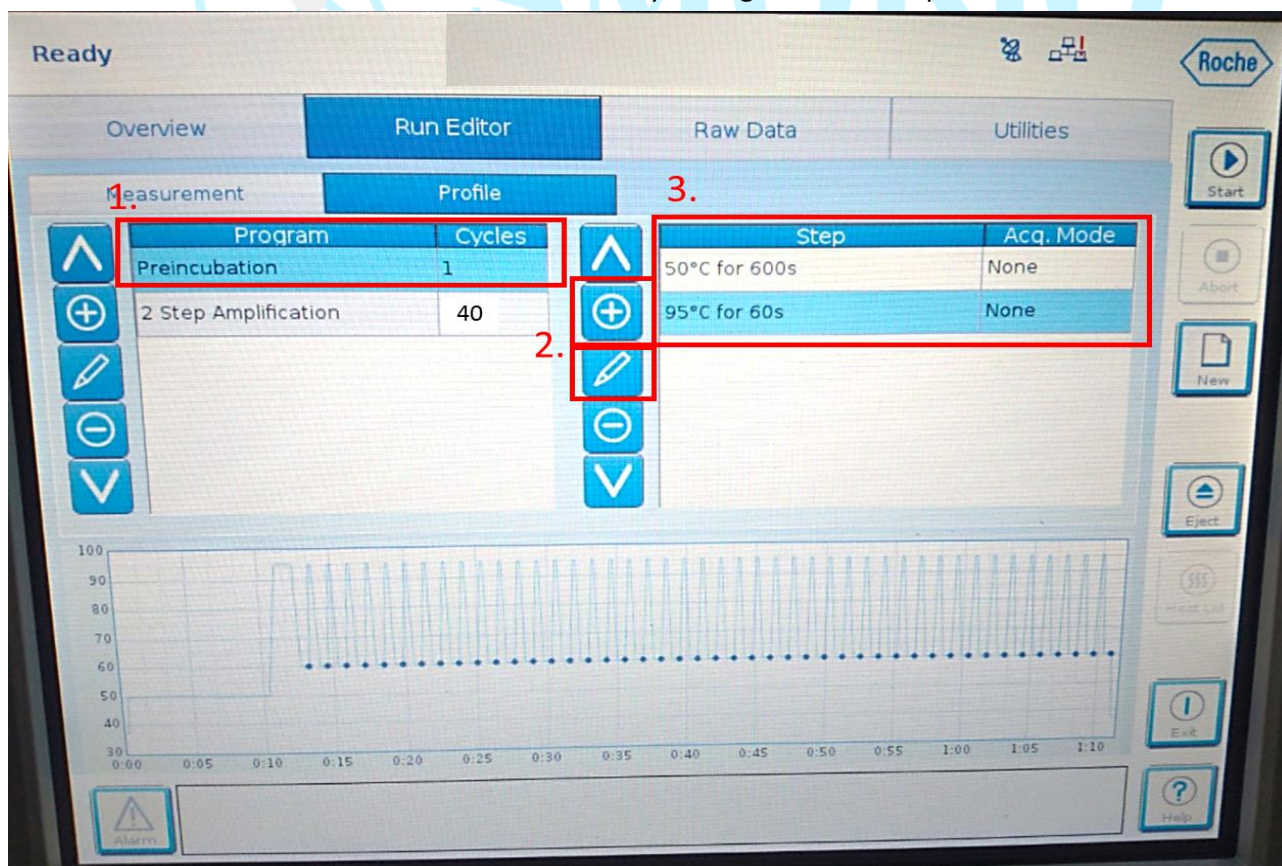 Ready
Roche
Overview Run Editor Raw Data Utilities
Start
Measurement Profile
1.
3.
Program Cycles
Step Acq. Mode
Preincubation 1
50°C for 600s None
Abort
2 Step Amplification 40
95°C for 60s None
2.
New
Eject
100
90
80
70
60
50
40
30
0:00 0:05 0:10 0:15 0:20 0:25 0:30 0:35 0:40 0:45 0:50 0:55 1:00 1:05 1:10
Heat Lid
Exit
Alarm
Help